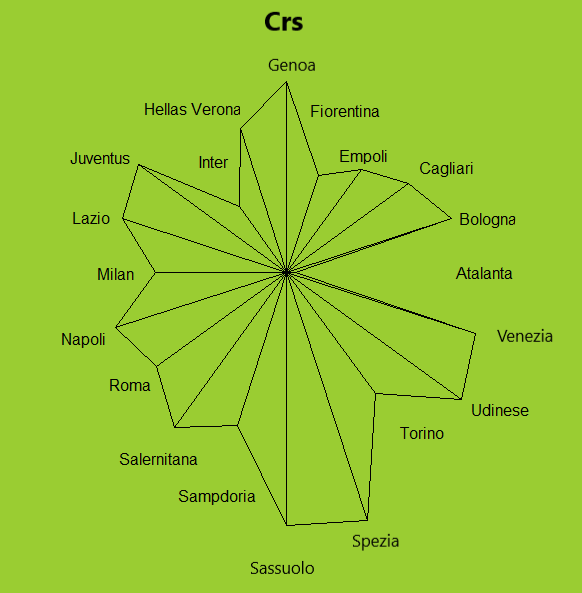 Crs
Genoa
Hellas Verona
Fiorentina
Juventus
Inter
Empoli
Cagliari
Lazio
Bologna
Milan
Atalanta
Napoli
Venezia
Roma
Udinese
Salernitana
Torino
Sampdoria
Spezia
Sassuolo